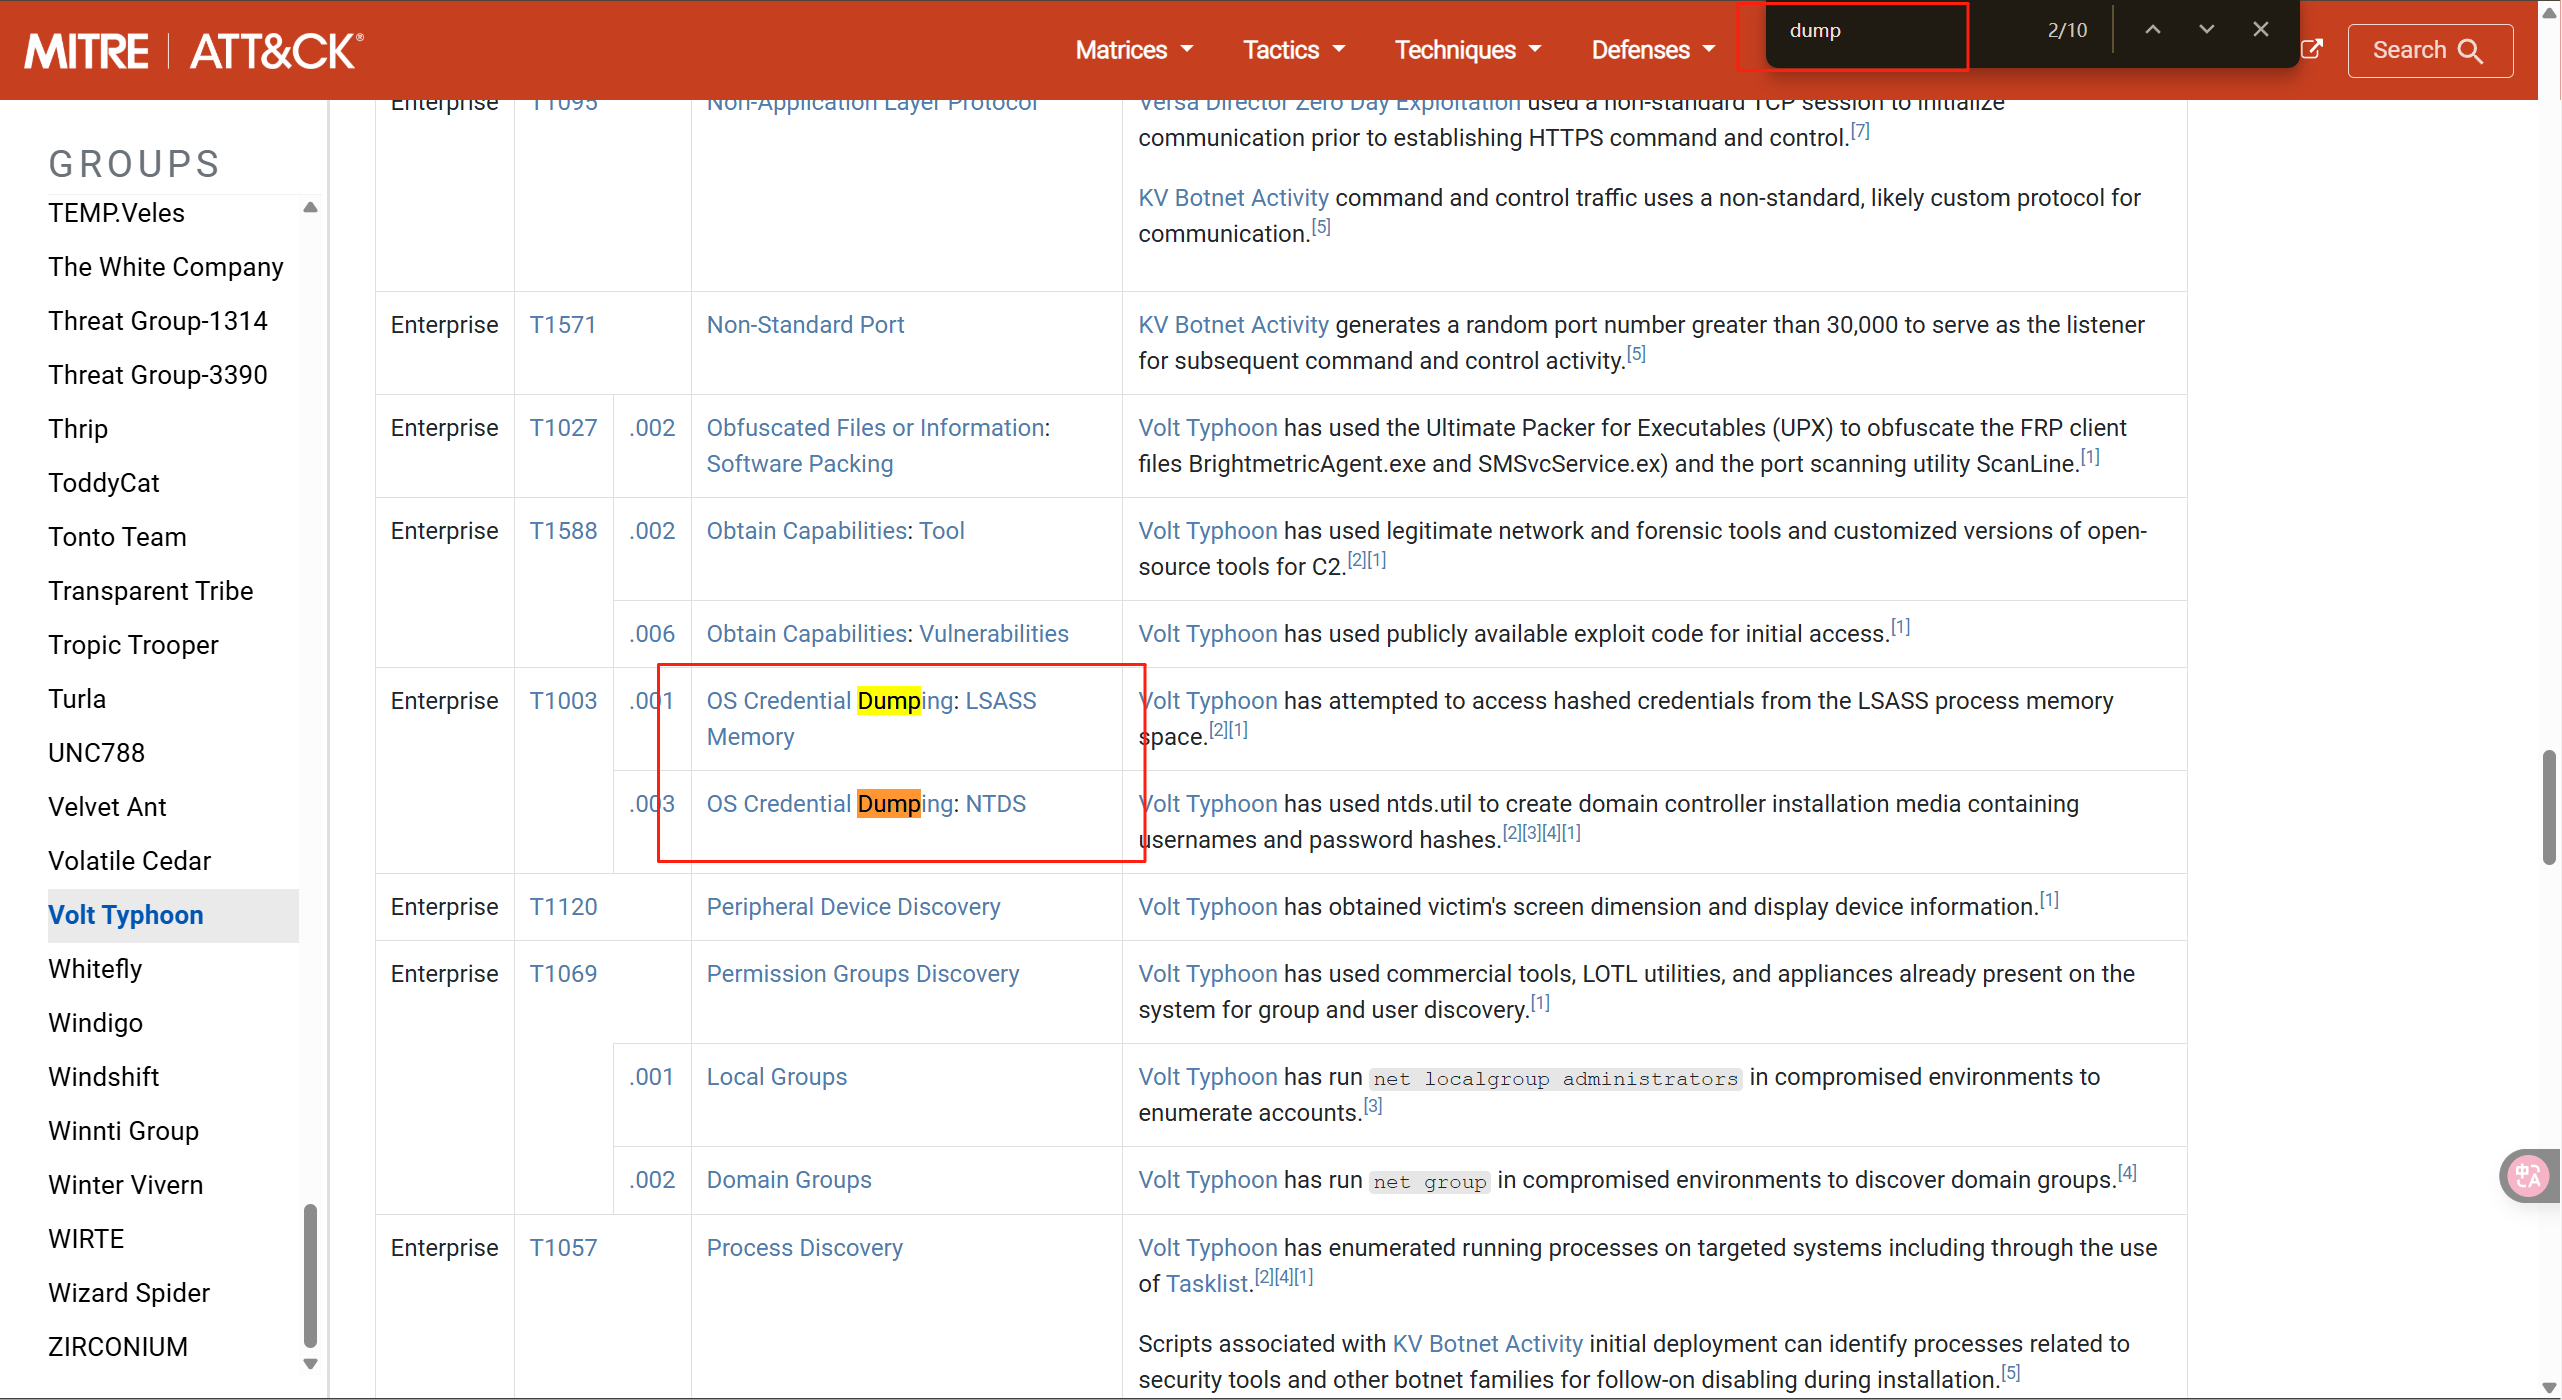 MITRE | ATT&CK®
Matrices
Tactics
Techniques
Defenses
dump
2/10
Search
GROUPS
TEMP.Veles
The White Company
Threat Group-1314
Threat Group-3390
Thrip
ToddyCat
Tonto Team
Transparent Tribe
Tropic Trooper
Turla
UNC788
Velvet Ant
Volatile Cedar
Volt Typhoon
Whitefly
Windigo
Windshift
Winnti Group
Winter Vivern
WIRTE
Wizard Spider
ZIRCONIUM
Enterprise T1095 Non-Application Layer Protocol Versa Director Zero Day Exploitation used a non-standard TCP session to initialize
communication prior to establishing HTTPS command and control.[7]
KV Botnet Activity command and control traffic uses a non-standard, likely custom protocol for
communication.[5]
Enterprise T1571 Non-Standard Port KV Botnet Activity generates a random port number greater than 30,000 to serve as the listener
for subsequent command and control activity.[5]
Enterprise T1027 .002 Obfuscated Files or Information: Volt Typhoon has used the Ultimate Packer for Executables (UPX) to obfuscate the FRP client
Software Packing files BrightmetricAgent.exe and SMSvcService.ex) and the port scanning utility ScanLine.[1]
Enterprise T1588 .002 Obtain Capabilities: Tool Volt Typhoon has used legitimate network and forensic tools and customized versions of open-
source tools for C2.[2][1]
.006 Obtain Capabilities: Vulnerabilities Volt Typhoon has used publicly available exploit code for initial access.[1]
Enterprise T1003 .001 OS Credential Dumping: LSASS Volt Typhoon has attempted to access hashed credentials from the LSASS process memory
Memory space.[2][1]
.003 OS Credential Dumping: NTDS Volt Typhoon has used ntds.util to create domain controller installation media containing
usernames and password hashes.[2][3][4][1]
Enterprise T1120 Peripheral Device Discovery Volt Typhoon has obtained victim's screen dimension and display device information.[1]
Enterprise T1069 Permission Groups Discovery Volt Typhoon has used commercial tools, LOTL utilities, and appliances already present on the
system for group and user discovery.[1]
.001 Local Groups Volt Typhoon has run net localgroup administrators in compromised environments to
enumerate accounts.[3]
.002 Domain Groups Volt Typhoon has run net group in compromised environments to discover domain groups.[4]
Enterprise T1057 Process Discovery Volt Typhoon has enumerated running processes on targeted systems including through the use
of Tasklist.[2][4][1]
Scripts associated with KV Botnet Activity initial deployment can identify processes related to
security tools and other botnet families for follow-on disabling during installation.[5]